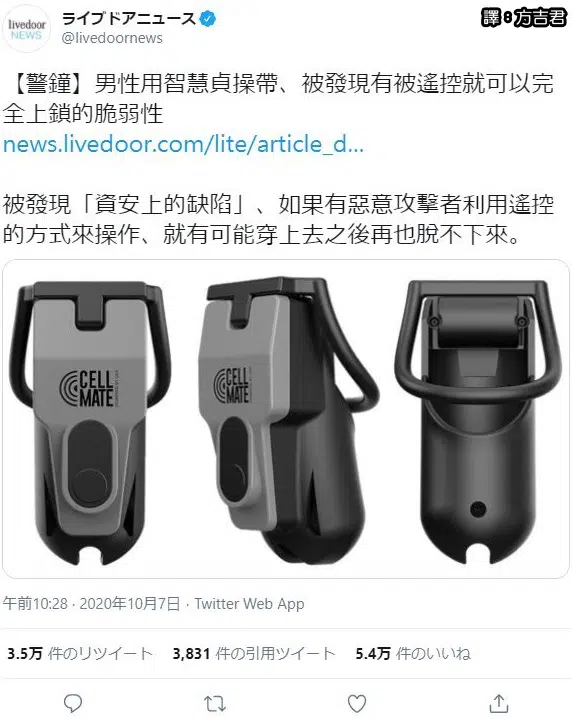 livedoor
NEWS
ライブドアニュース
譯8方吉君
@livedoornews
【警鐘】男性用智慧貞操帶、被發現有被遙控就可以完
全上鎖的脆弱性
news.livedoor.com/lite/article_d...
被發現「資安上的缺陷」、如果有惡意攻擊者利用遙控
的方式來操作、就有可能穿上去之後再也脫不下來。
CELL
MATE
CELL
MATE
午前10:28 · 2020年10月7日 · Twitter Web App
3.5万 件のリツイート 3,831 件の引用ツイート 5.4万 件のいいね